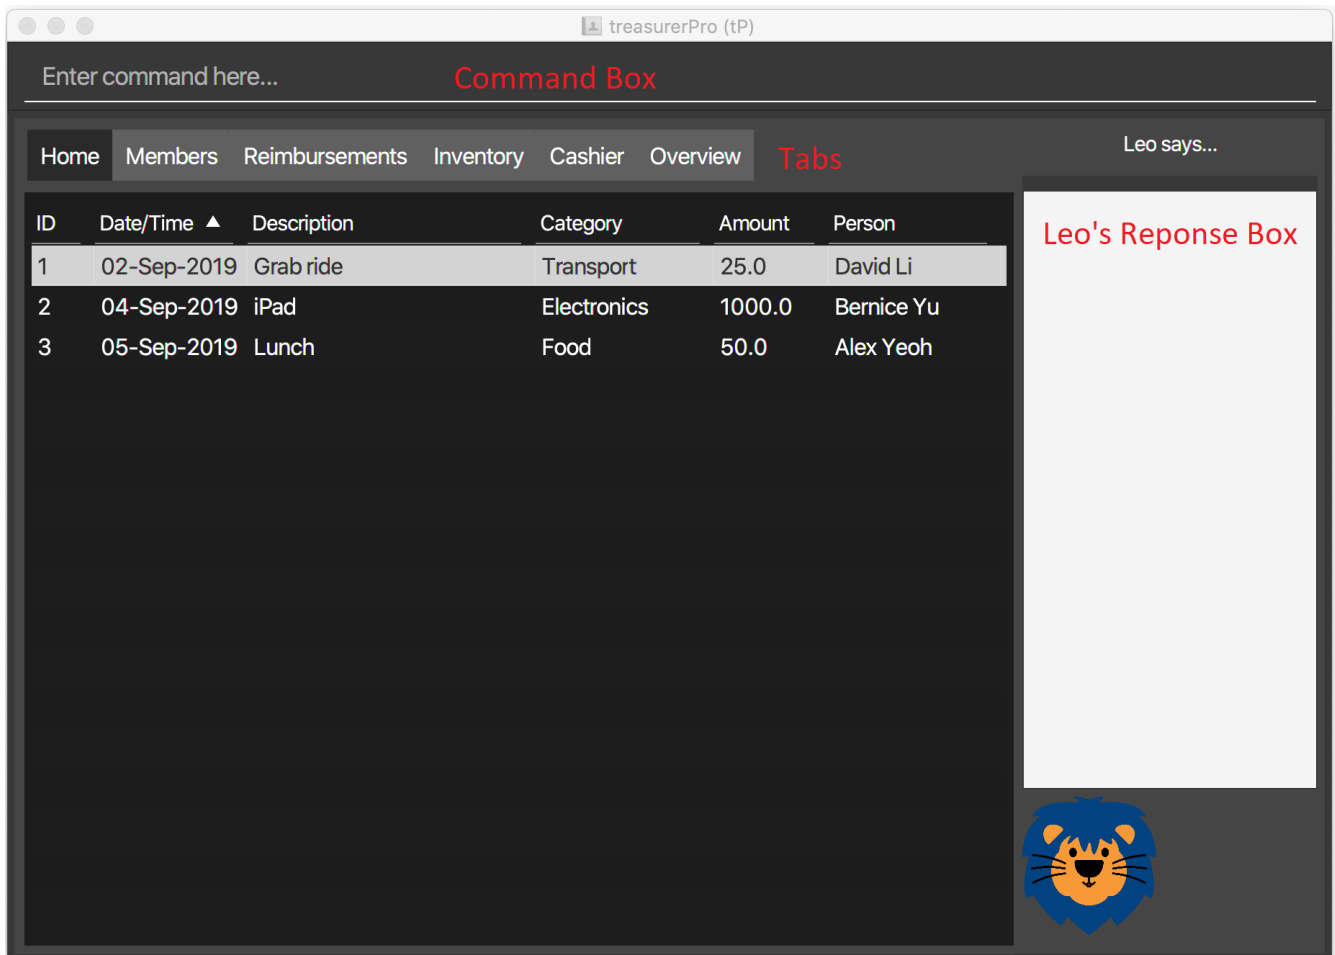 treasurerPro (tP)
Enter command here... Command Box
Home Members Reimbursements Inventory Cashier Overview Tabs Leo says...
ID Date/Time ▲ Description Category Amount Person Leo's Reponse Box
1 02-Sep-2019 Grab ride Transport 25.0 David Li
2 04-Sep-2019 iPad Electronics 1000.0 Bernice Yu
3 05-Sep-2019 Lunch Food 50.0 Alex Yeoh